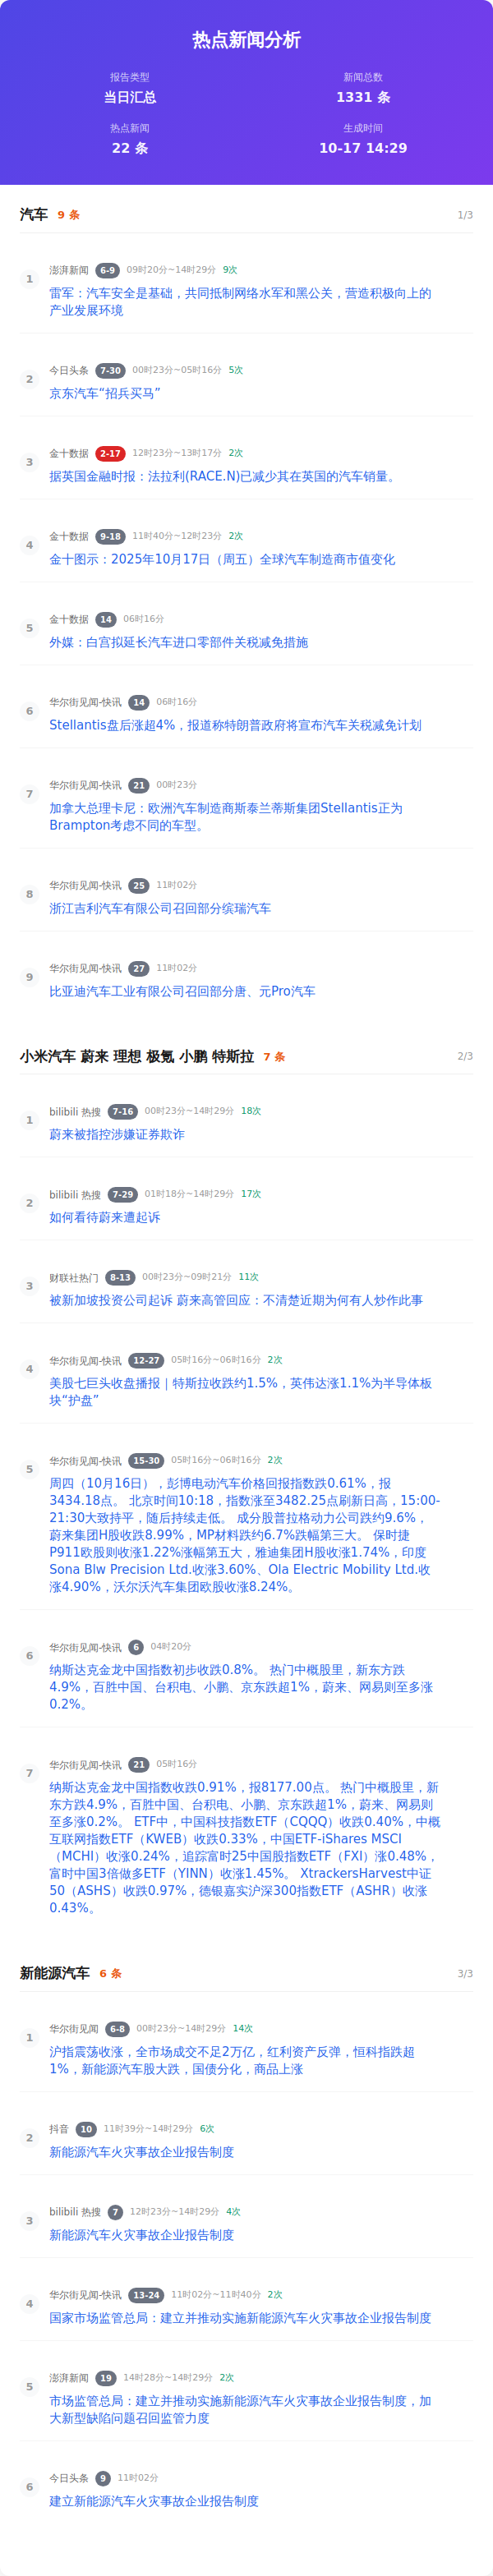 热点新闻分析
报告类型
新闻总数
当日汇总
1331 条
热点新闻
生成时间
22 条
10-17 14:29
汽车 9 条 1/3
1
澎湃新闻 6-9 09时20分~14时29分 9次
雷军：汽车安全是基础，共同抵制网络水军和黑公关，营造积极向上的
产业发展环境
2
今日头条 7-30 00时23分~05时16分 5次
京东汽车“招兵买马”
3
金十数据 2-17 12时23分~13时17分 2次
据英国金融时报：法拉利(RACE.N)已减少其在英国的汽车销量。
4
金十数据 9-18 11时40分~12时23分 2次
金十图示：2025年10月17日（周五）全球汽车制造商市值变化
5
金十数据 14 06时16分
外媒：白宫拟延长汽车进口零部件关税减免措施
6
华尔街见闻-快讯 14 06时16分
Stellantis盘后涨超4%，报道称特朗普政府将宣布汽车关税减免计划
7
华尔街见闻-快讯 21 00时23分
加拿大总理卡尼：欧洲汽车制造商斯泰兰蒂斯集团Stellantis正为
Brampton考虑不同的车型。
8
华尔街见闻-快讯 25 11时02分
浙江吉利汽车有限公司召回部分缤瑞汽车
9
华尔街见闻-快讯 27 11时02分
比亚迪汽车工业有限公司召回部分唐、元Pro汽车
小米汽车 蔚来 理想 极氪 小鹏 特斯拉 7 条 2/3
1
bilibili 热搜 7-16 00时23分~14时29分 18次
蔚来被指控涉嫌证券欺诈
2
bilibili 热搜 7-29 01时18分~14时29分 17次
如何看待蔚来遭起诉
3
财联社热门 8-13 00时23分~09时21分 11次
被新加坡投资公司起诉 蔚来高管回应：不清楚近期为何有人炒作此事
4
华尔街见闻-快讯 12-27 05时16分~06时16分 2次
美股七巨头收盘播报｜特斯拉收跌约1.5%，英伟达涨1.1%为半导体板
块“护盘”
5
华尔街见闻-快讯 15-30 05时16分~06时16分 2次
周四（10月16日），彭博电动汽车价格回报指数跌0.61%，报
3434.18点。 北京时间10:18，指数涨至3482.25点刷新日高，15:00-
21:30大致持平，随后持续走低。 成分股普拉格动力公司跌约9.6%，
蔚来集团H股收跌8.99%，MP材料跌约6.7%跌幅第三大。 保时捷
P911欧股则收涨1.22%涨幅第五大，雅迪集团H股收涨1.74%，印度
Sona Blw Precision Ltd.收涨3.60%、Ola Electric Mobility Ltd.收
涨4.90%，沃尔沃汽车集团欧股收涨8.24%。
6
华尔街见闻-快讯 6 04时20分
纳斯达克金龙中国指数初步收跌0.8%。 热门中概股里，新东方跌
4.9%，百胜中国、台积电、小鹏、京东跌超1%，蔚来、网易则至多涨
0.2%。
7
华尔街见闻-快讯 21 05时16分
纳斯达克金龙中国指数收跌0.91%，报8177.00点。 热门中概股里，新
东方跌4.9%，百胜中国、台积电、小鹏、京东跌超1%，蔚来、网易则
至多涨0.2%。 ETF中，中国科技指数ETF（CQQQ）收跌0.40%，中概
互联网指数ETF（KWEB）收跌0.33%，中国ETF-iShares MSCI
（MCHI）收涨0.24%，追踪富时25中国股指数ETF（FXI）涨0.48%，
富时中国3倍做多ETF（YINN）收涨1.45%。 XtrackersHarvest中证
50（ASHS）收跌0.97%，德银嘉实沪深300指数ETF（ASHR）收涨
0.43%。
新能源汽车 6 条 3/3
1
华尔街见闻 6-8 00时23分~14时29分 14次
沪指震荡收涨，全市场成交不足2万亿，红利资产反弹，恒科指跌超
1%，新能源汽车股大跌，国债分化，商品上涨
2
抖音 10 11时39分~14时29分 6次
新能源汽车火灾事故企业报告制度
3
bilibili 热搜 7 12时23分~14时29分 4次
新能源汽车火灾事故企业报告制度
4
华尔街见闻-快讯 13-24 11时02分~11时40分 2次
国家市场监管总局：建立并推动实施新能源汽车火灾事故企业报告制度
5
澎湃新闻 19 14时28分~14时29分 2次
市场监管总局：建立并推动实施新能源汽车火灾事故企业报告制度，加
大新型缺陷问题召回监管力度
6
今日头条 9 11时02分
建立新能源汽车火灾事故企业报告制度